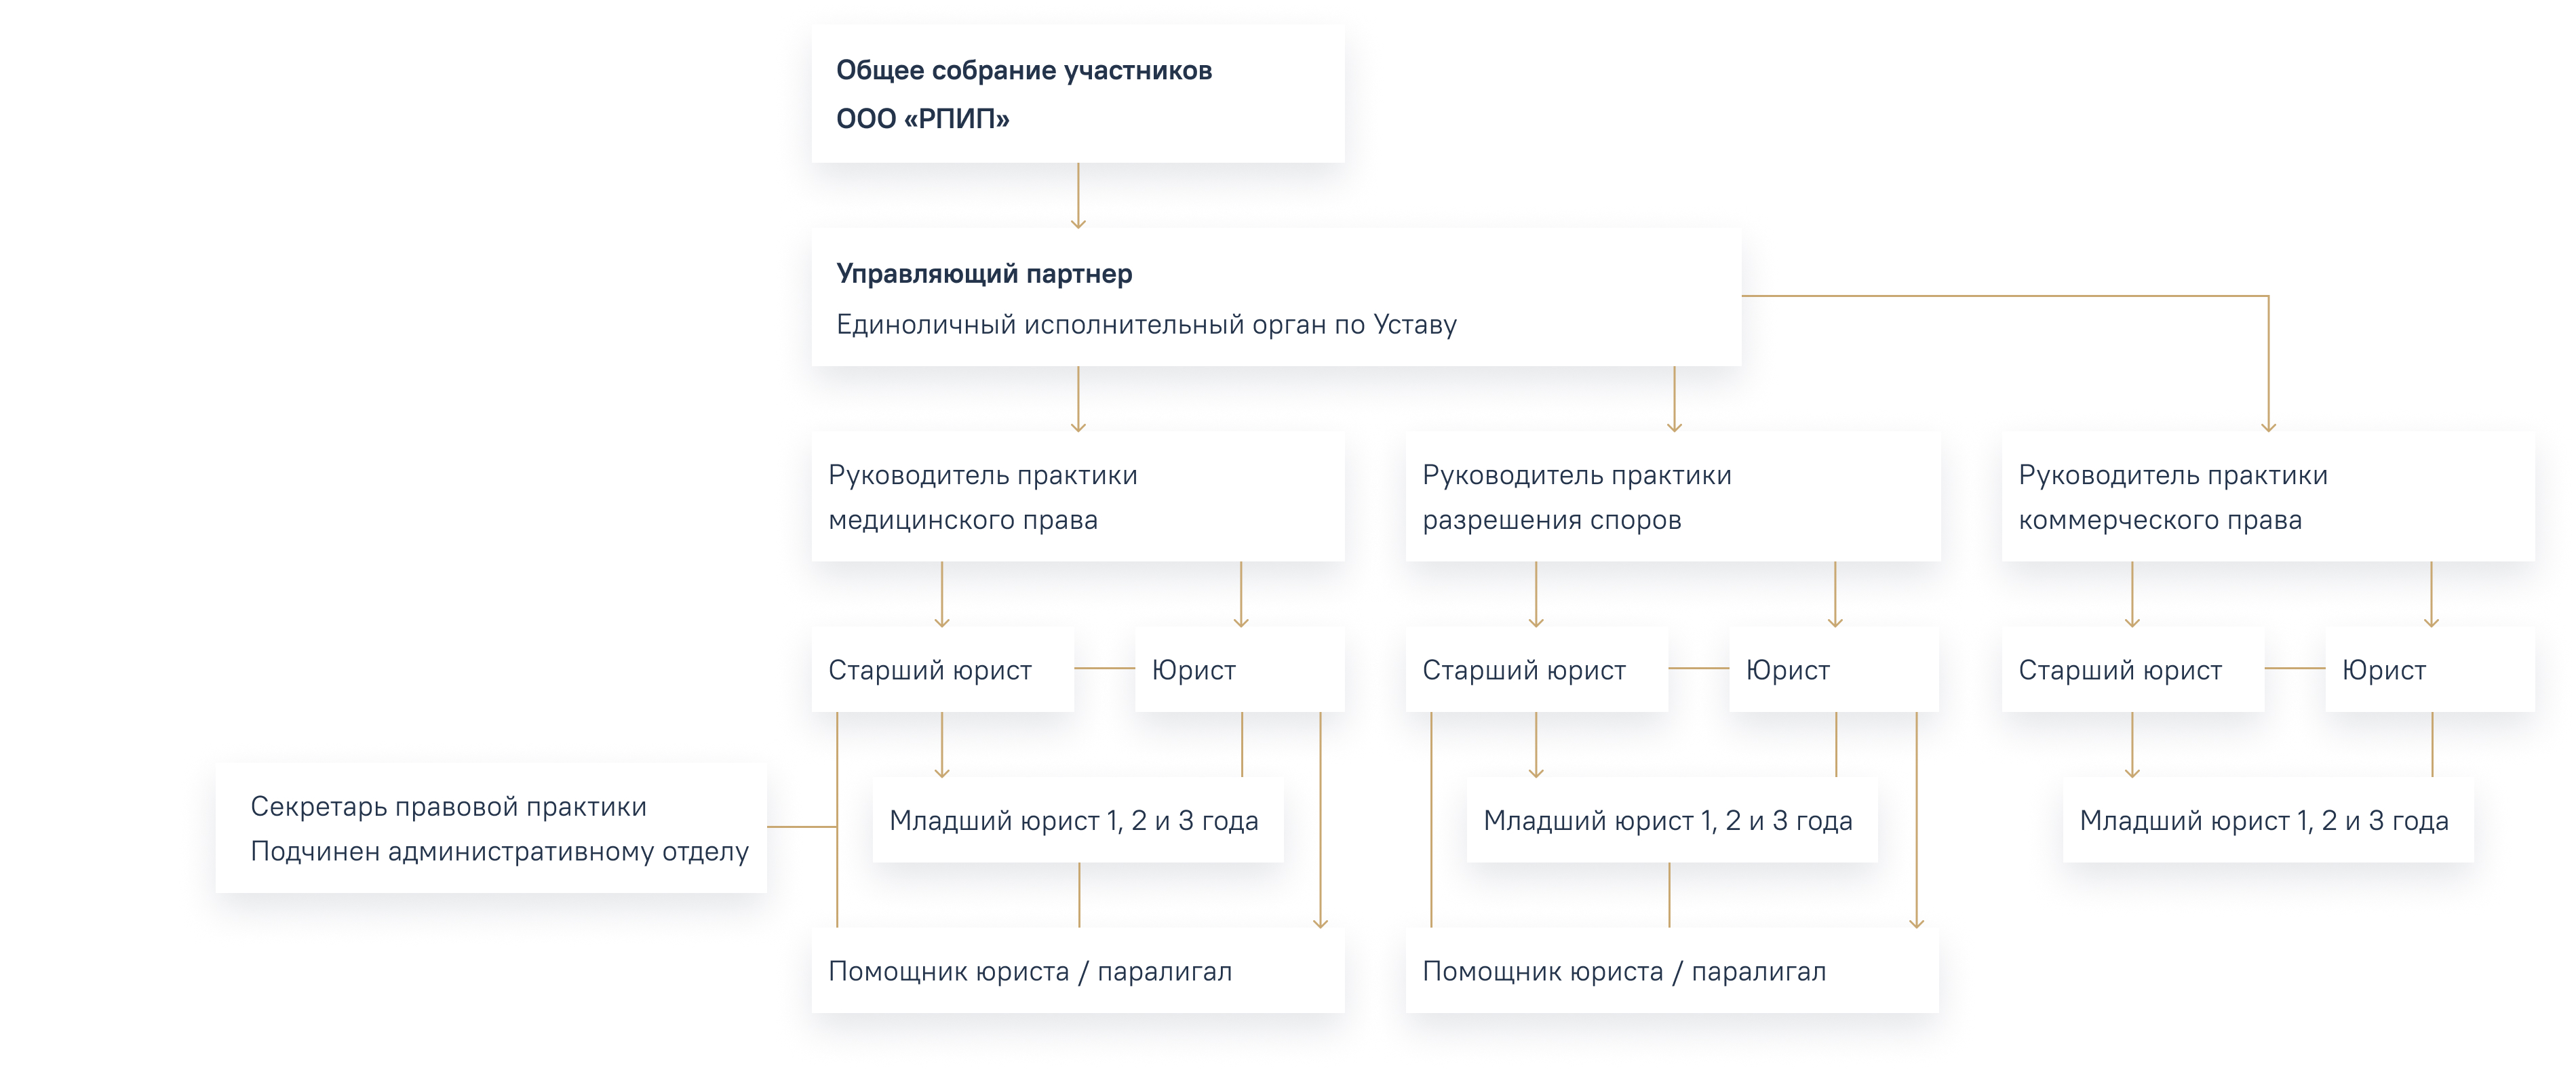 Общее собрание участников
ООО «РПИП»
Управляющий партнер
Единоличный исполнительный орган по Уставу
Руководитель практики
медицинского права
Руководитель практики
разрешения споров
Руководитель практики
коммерческого права
Старший юрист
Юрист
Старший юрист
Юрист
Старший юрист
Юрист
Секретарь правовой практики
Подчинен административному отделу
Младший юрист 1, 2 и 3 года
Младший юрист 1, 2 и 3 года
Младший юрист 1, 2 и 3 года
Помощник юриста / паралигал
Помощник юриста / паралигал